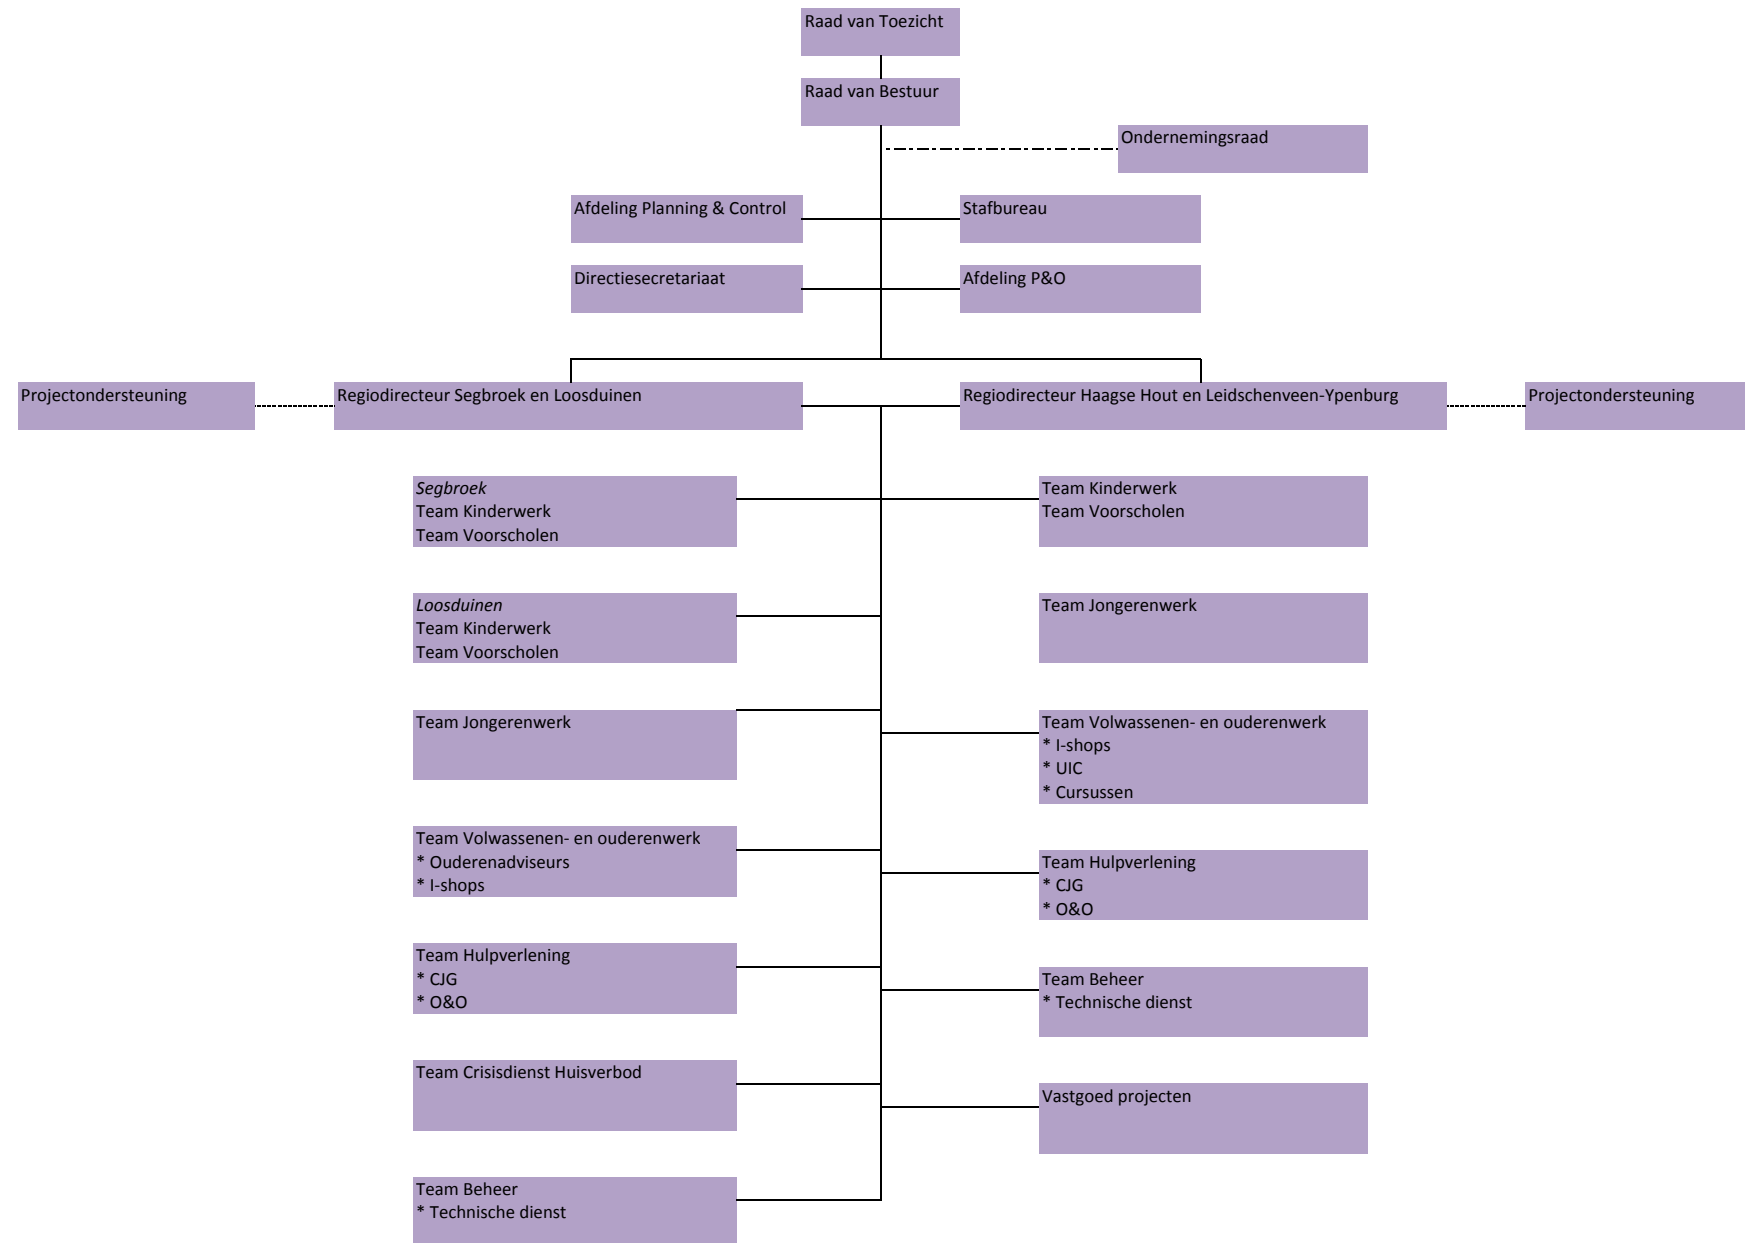 Raad van Toezicht
Raad van Bestuur
Ondernemingsraad
Afdeling Planning & Control
Stafbureau
Directiesecretariaat
Afdeling P&O
Projectondersteuning
Regiodirecteur Segbroek en Loosduinen
Regiodirecteur Haagse Hout en Leidschenveen-Ypenburg
Projectondersteuning
Segbroek
Team Kinderwerk
Team Voorscholen
Team Kinderwerk
Team Voorscholen
Loosduinen
Team Kinderwerk
Team Voorscholen
Team Jongerenwerk
Team Jongerenwerk
Team Volwassenen- en ouderenwerk
* I-shops
* UIC
* Cursussen
Team Volwassenen- en ouderenwerk
* Ouderenadviseurs
* I-shops
Team Hulpverlening
* CJG
* O&O
Team Hulpverlening
* CJG
* O&O
Team Beheer
* Technische dienst
Team Crisisdienst Huisverbod
Vastgoed projecten
Team Beheer
* Technische dienst